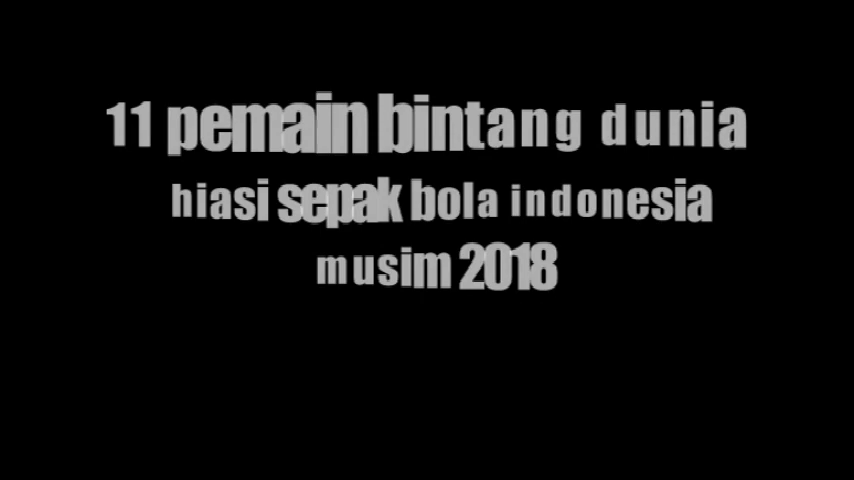 11 pemain bintang dunia
hiasi sepak bola indonesia
musim 2018